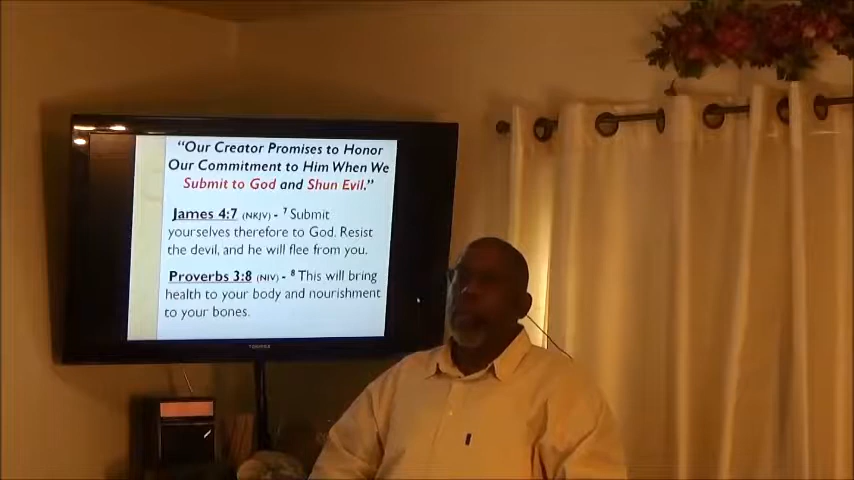 "Our Creator Promises to Honor
Our Commitment to Him When We
Submit to God and Shun Evil."
James 4:7 (NKJV) - 7 Submit
yourselves therefore to God. Resist
the devil, and he will flee from you.
Proverbs 3:8 (NIV) - 8 This will bring
health to your body and nourishment
to your bones.